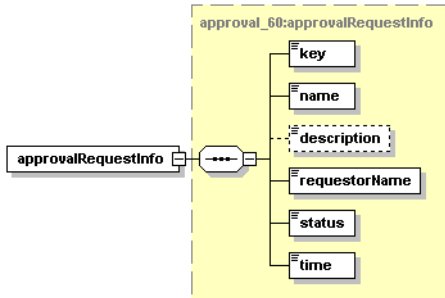 approval_60:approvalRequestInfo
key
name
description
approvalRequestInfo
requestorName
status
time